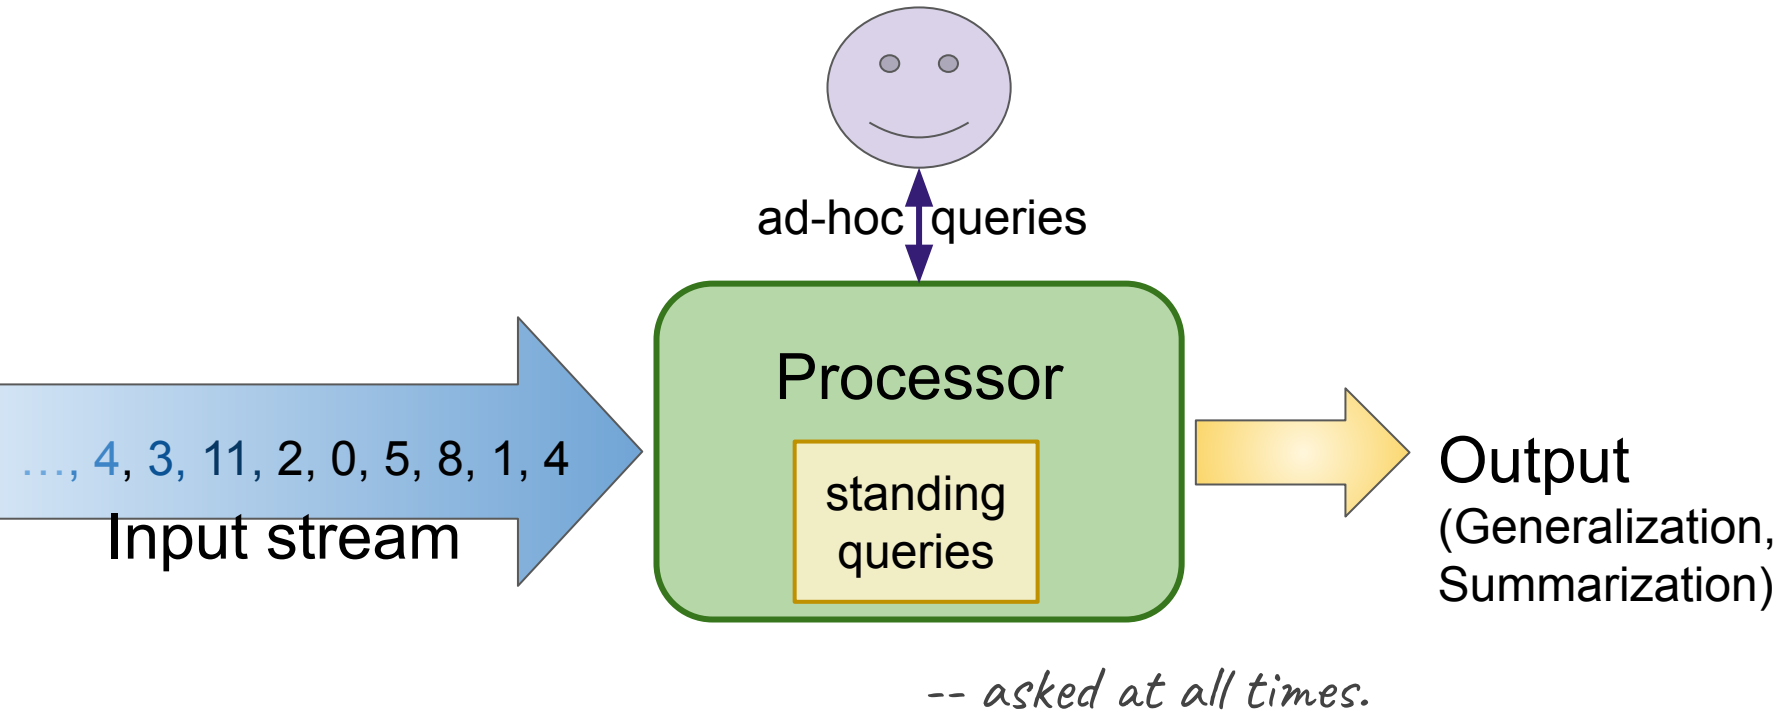 ad-hoc queries
Processor
…, 4, 3, 11, 2, 0, 5, 8, 1, 4
Input stream
standing
queries
Output
(Generalization,
Summarization)
-- asked at all times.